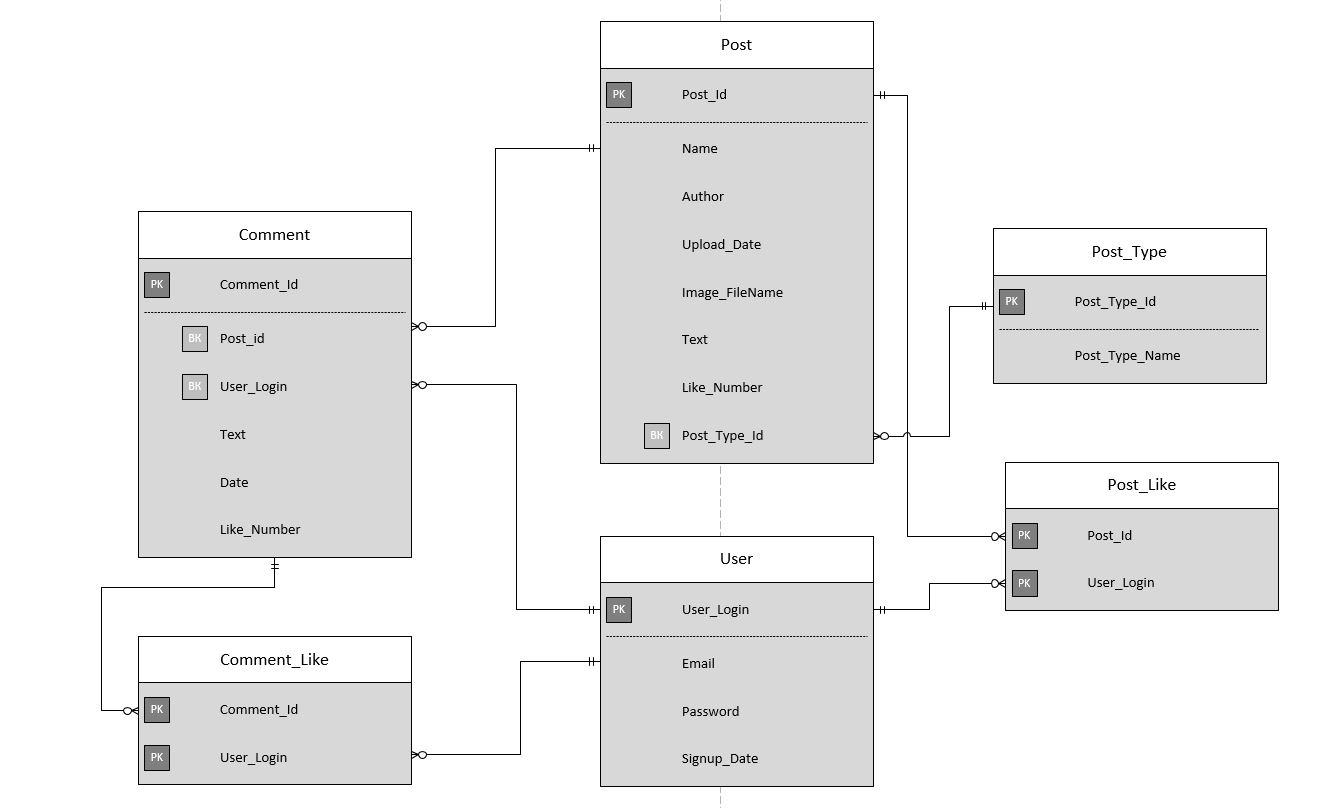 Post
PK Post_Id
Name
Author
Upload_Date
Image_FileName
Text
Like_Number
BK Post_Type_Id
Comment
PK Comment_Id
BK Post_id
BK User_Login
Text
Date
Like_Number
Post_Type
PK Post_Type_Id
Post_Type_Name
Post_Like
PK Post_Id
PK User_Login
User
PK User_Login
Email
Password
Signup_Date
Comment_Like
PK Comment_Id
PK User_Login